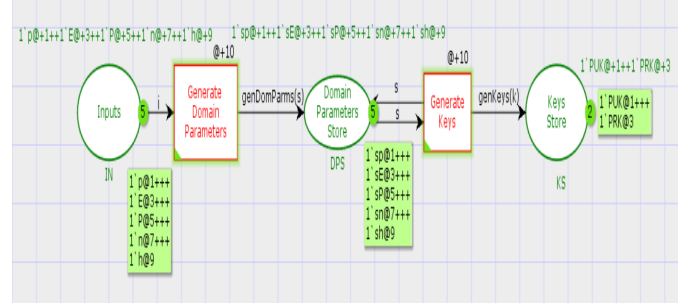 1`p@+1++1`E@+3++1`P@+5++1`n@+7++1`h@+9
1`sp@+1++1`sE@+3++1`sP@+5++1`sn@+7++1`sh@+9
@+10
@+10
1`PUK@+1++1`PRK@+3
Inputs
5
i
Generate
Domain
Parameters
genDomParms(s)
Domain
Parameters
Store
5
s
s
Generate
Keys
genKeys(k)
Keys
Store
2
1`PUK@1+++
1`PRK@3
IN
DPS
KS
1`p@1+++
1`E@3+++
1`P@5+++
1`n@7+++
1`h@9
1`sp@1+++
1`sE@3+++
1`sP@5+++
1`sn@7+++
1`sh@9